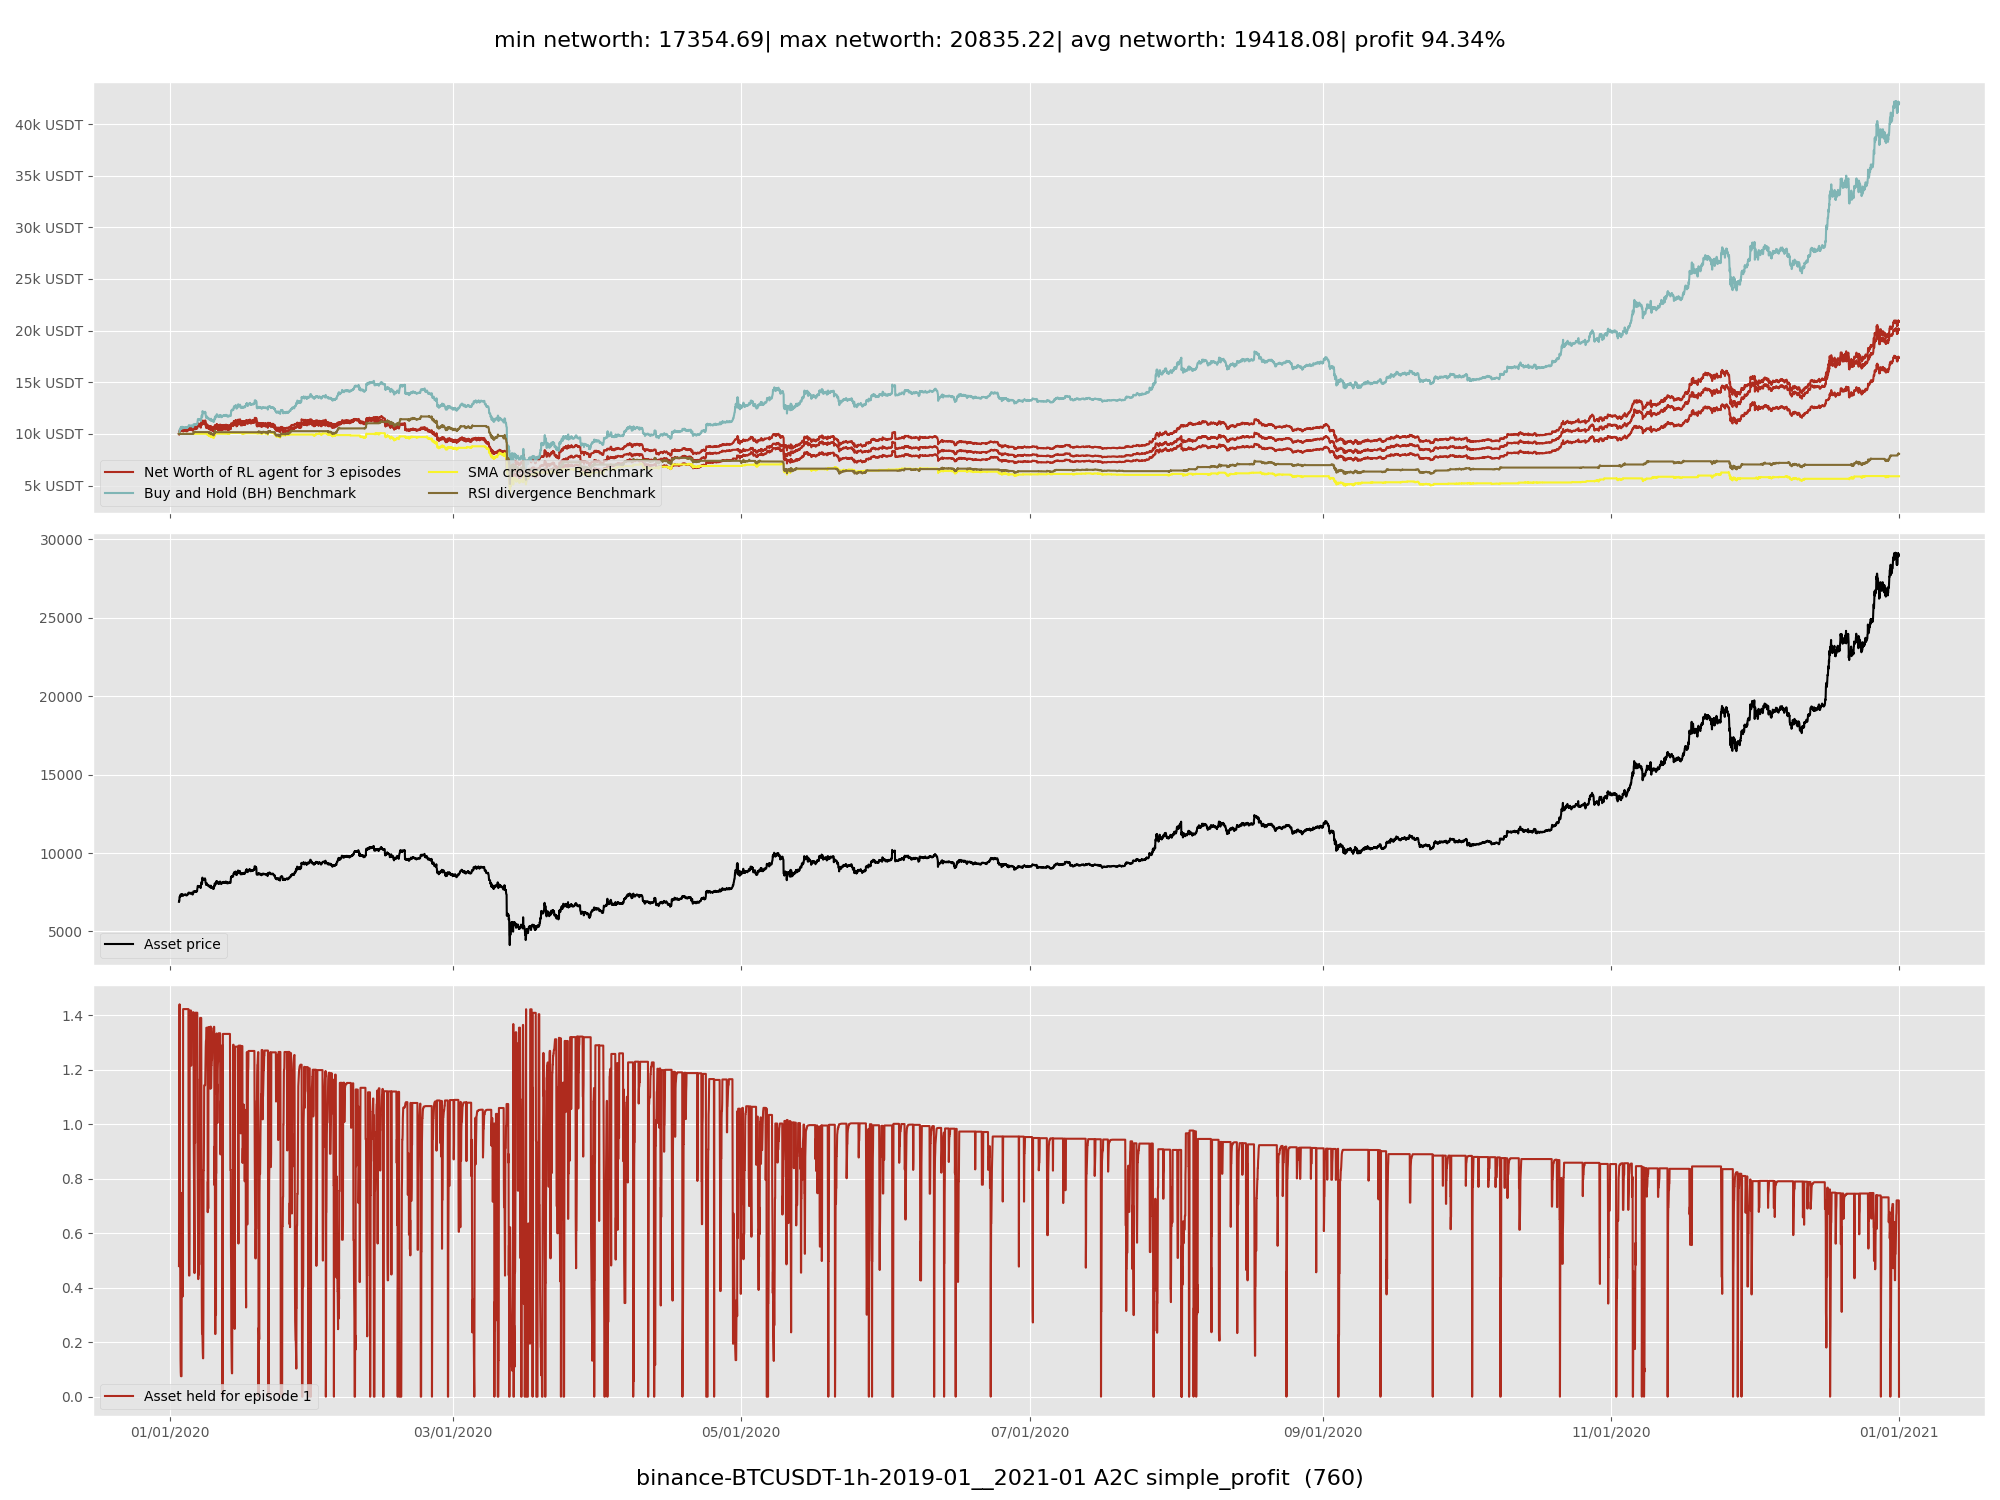 min networth: 17354.69| max networth: 20835.22| avg networth: 19418.08| profit 94.34%
40k USDT
35k USDT
30k USDT
25k USDT
20k USDT
15k USDT
10k USDT
5k USDT
Net Worth of RL agent for 3 episodes
Buy and Hold (BH) Benchmark
SMA crossover Benchmark
RSI divergence Benchmark
30000
25000
20000
15000
10000
5000
Asset price
1.4
1.2
1.0
0.8
0.6
0.4
0.2
0.0
Asset held for episode 1
01/01/2020 03/01/2020 05/01/2020 07/01/2020 09/01/2020 11/01/2020 01/01/2021
binance-BTCUSDT-1h-2019-01__2021-01 A2C simple_profit (760)